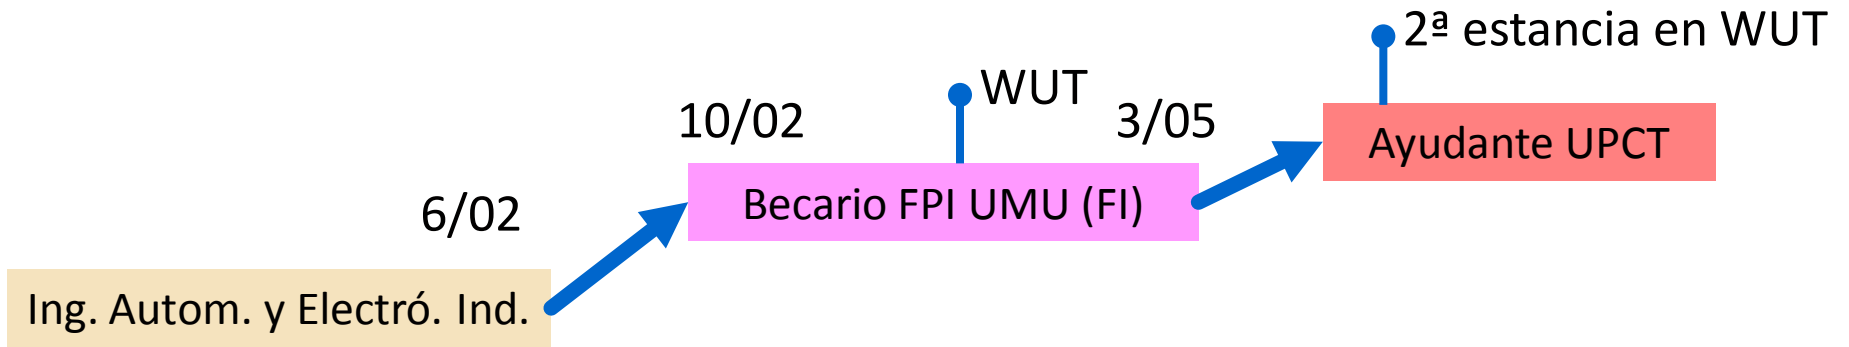 2ª estancia en WUT
WUT
10/02
3/05
Ayudante UPCT
6/02
Becario FPI UMU (FI)
Ing. Autom. y Electró. Ind.